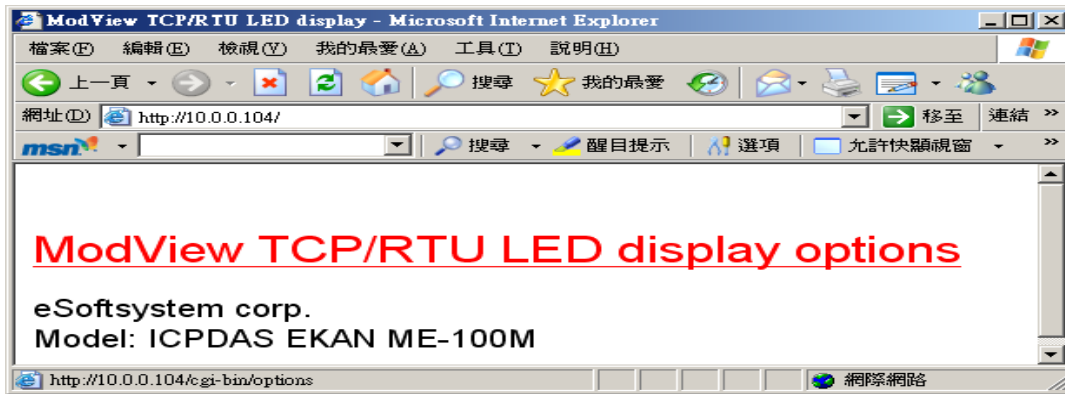 ModView TCP/RTU LED display - Microsoft Internet Explorer
檔案(F) 編輯(E) 檢視(V) 我的最愛(A) 工具(T) 說明(H)
上一頁 搜尋 我的最愛
網址(D) http://10.0.0.104/ 移至 連結 »
msn 搜尋 醒目提示 選項 允許快顯視窗 »
ModView TCP/RTU LED display options
eSoftsystem corp.
Model: ICPDAS EKAN ME-100M
http://10.0.0.104/cgi-bin/options 網際網路